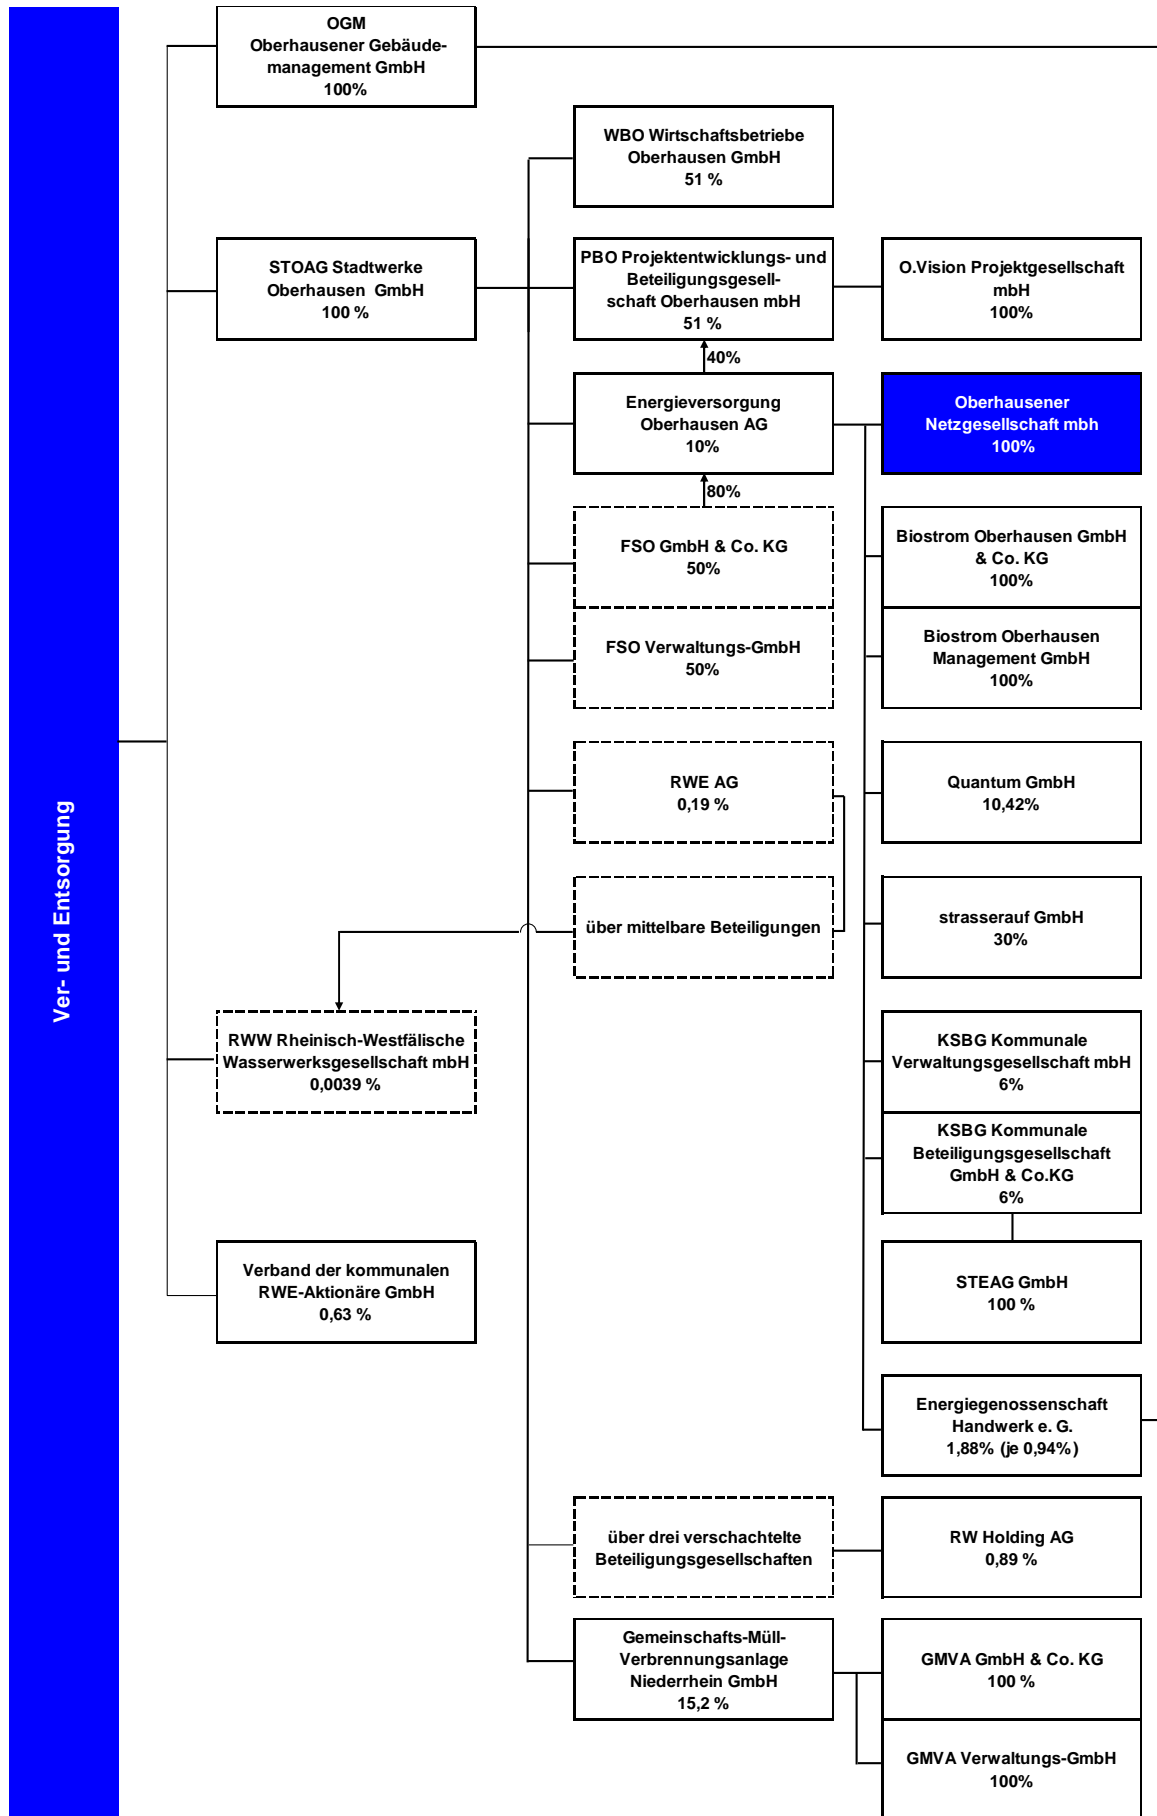 Ver- und Entsorgung
OGM
Oberhausener Gebäude-
management GmbH
100%
WBO Wirtschaftsbetriebe
Oberhausen GmbH
51 %
STOAG Stadtwerke
Oberhausen GmbH
100 %
PBO Projektentwicklungs- und
Beteiligungsgesell-
schaft Oberhausen mbH
51 %
O.Vision Projektgesellschaft
mbH
100%
40%
Energieversorgung
Oberhausen AG
10%
Oberhausener
Netzgesellschaft mbh
100%
80%
FSO GmbH & Co. KG
50%
Biostrom Oberhausen GmbH
& Co. KG
100%
FSO Verwaltungs-GmbH
50%
Biostrom Oberhausen
Management GmbH
100%
RWE AG
0,19 %
Quantum GmbH
10,42%
über mittelbare Beteiligungen
strasserauf GmbH
30%
RWW Rheinisch-Westfälische
Wasserwerksgesellschaft mbH
0,0039 %
KSBG Kommunale
Verwaltungsgesellschaft mbH
6%
KSBG Kommunale
Beteiligungsgesellschaft
GmbH & Co.KG
6%
Verband der kommunalen
RWE-Aktionäre GmbH
0,63 %
STEAG GmbH
100 %
Energiegenossenschaft
Handwerk e. G.
1,88% (je 0,94%)
über drei verschachtelte
Beteiligungsgesellschaften
RW Holding AG
0,89 %
Gemeinschafts-Müll-
Verbrennungsanlage
Niederrhein GmbH
15,2 %
GMVA GmbH & Co. KG
100 %
GMVA Verwaltungs-GmbH
100%